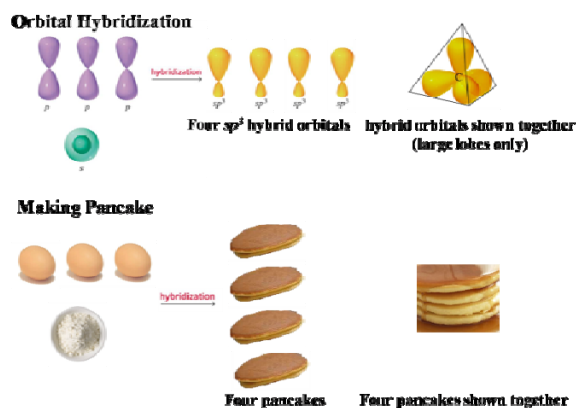 Orbital Hybridization
hybridization
p p p
sp³ sp³ sp³ sp³
s
Four sp³ hybrid orbitals
hybrid orbitals shown together
(large lobes only)
C
Making Pancake
hybridization
Four pancakes
Four pancakes shown together